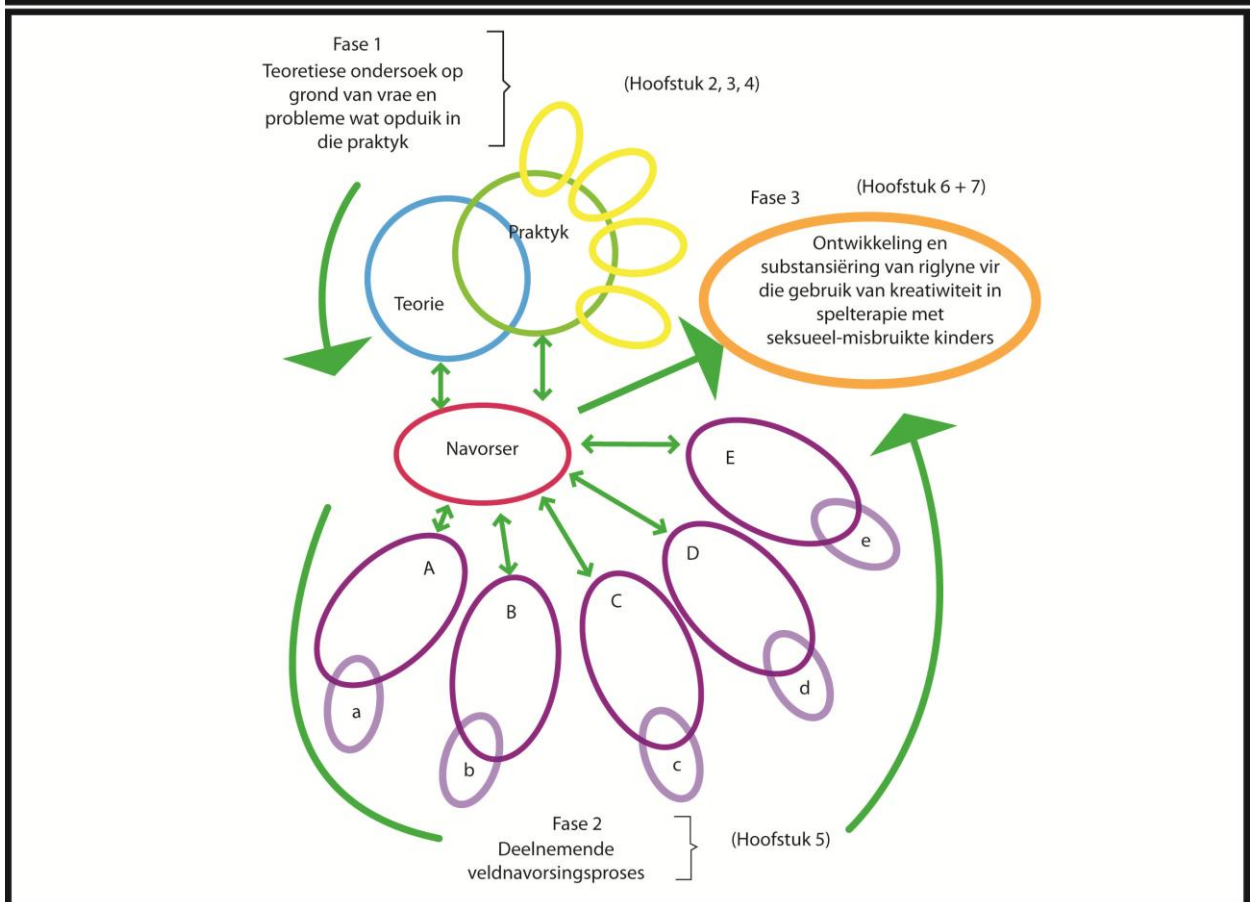 Fase 1
Teoretiese ondersoek op
grond van vrae en
probleme wat opduik in
die praktyk
(Hoofstuk 2, 3, 4)
Fase 3
(Hoofstuk 6 + 7)
Ontwikkeling en
substansiëring van riglyne vir
die gebruik van kreatiwiteit in
spelterapie met
seksueel-misbruikte kinders
Praktyk
Teorie
Navorser
A
B
C
D
E
a
b
c
d
e
Fase 2
Deelnemende
veldnavorsingsproses
(Hoofstuk 5)